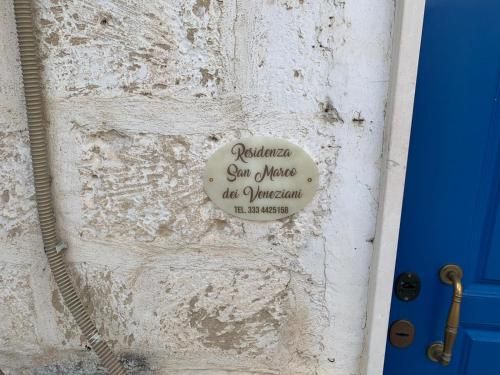 Residenza
San Marco
dei Veneziani
TEL. 333 4425158